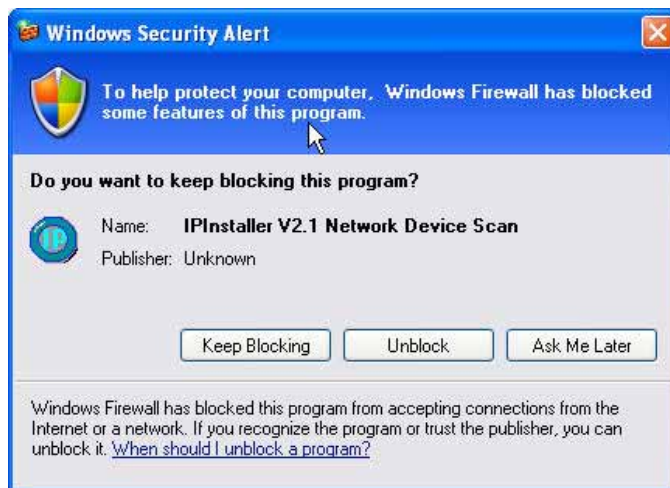 Windows Security Alert
To help protect your computer, Windows Firewall has blocked
some features of this program.
Do you want to keep blocking this program?
IP
Name: IPInstaller V2.1 Network Device Scan
Publisher: Unknown
Keep Blocking Unblock Ask Me Later
Windows Firewall has blocked this program from accepting connections from the
Internet or a network. If you recognize the program or trust the publisher, you can
unblock it. When should I unblock a program?